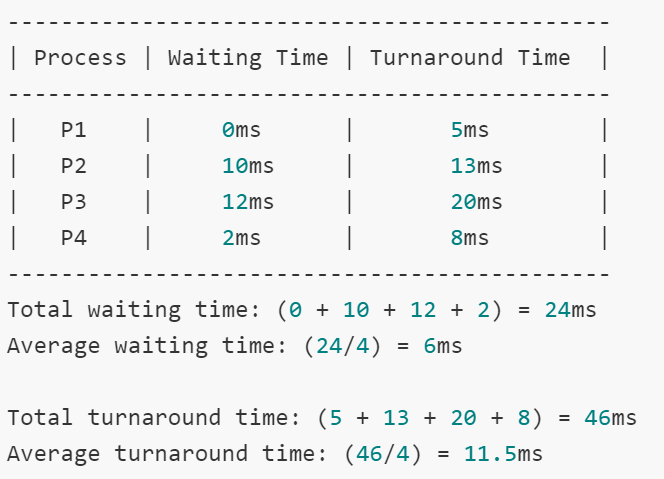 ---------------------------------------------
| Process | Waiting Time | Turnaround Time  |
---------------------------------------------
|   P1    |     0ms      |       5ms        |
|   P2    |     10ms     |       13ms       |
|   P3    |     12ms     |       20ms       |
|   P4    |     2ms      |       8ms        |
---------------------------------------------
Total waiting time: (0 + 10 + 12 + 2) = 24ms
Average waiting time: (24/4) = 6ms

Total turnaround time: (5 + 13 + 20 + 8) = 46ms
Average turnaround time: (46/4) = 11.5ms